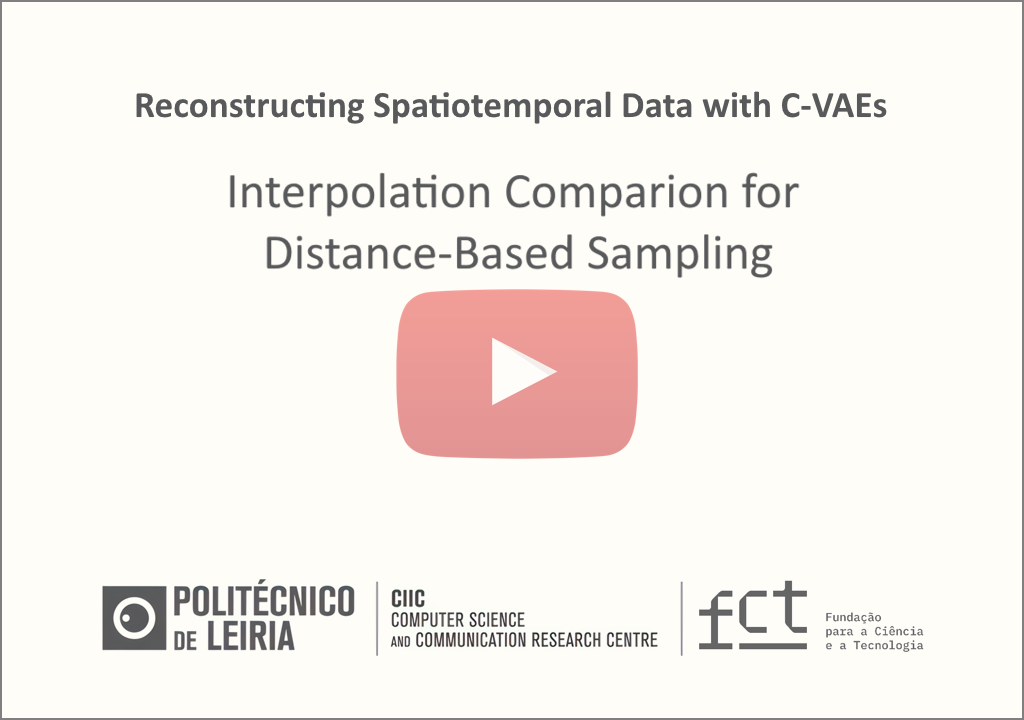 Reconstructing Spatiotemporal Data with C-VAEs
Interpolation Comparion for
Distance-Based Sampling
POLITÉCNICO
DE LEIRIA
CIIC
COMPUTER SCIENCE
AND COMMUNICATION RESEARCH CENTRE
fct
Fundação
para a Ciência
e a Tecnologia